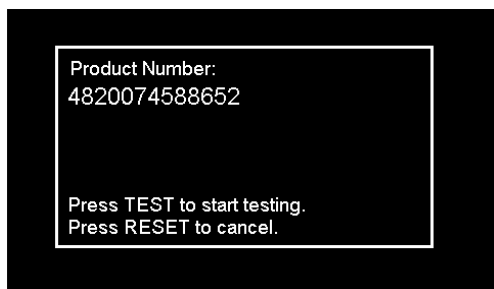 Product Number:
4820074588652
Press TEST to start testing.
Press RESET to cancel.